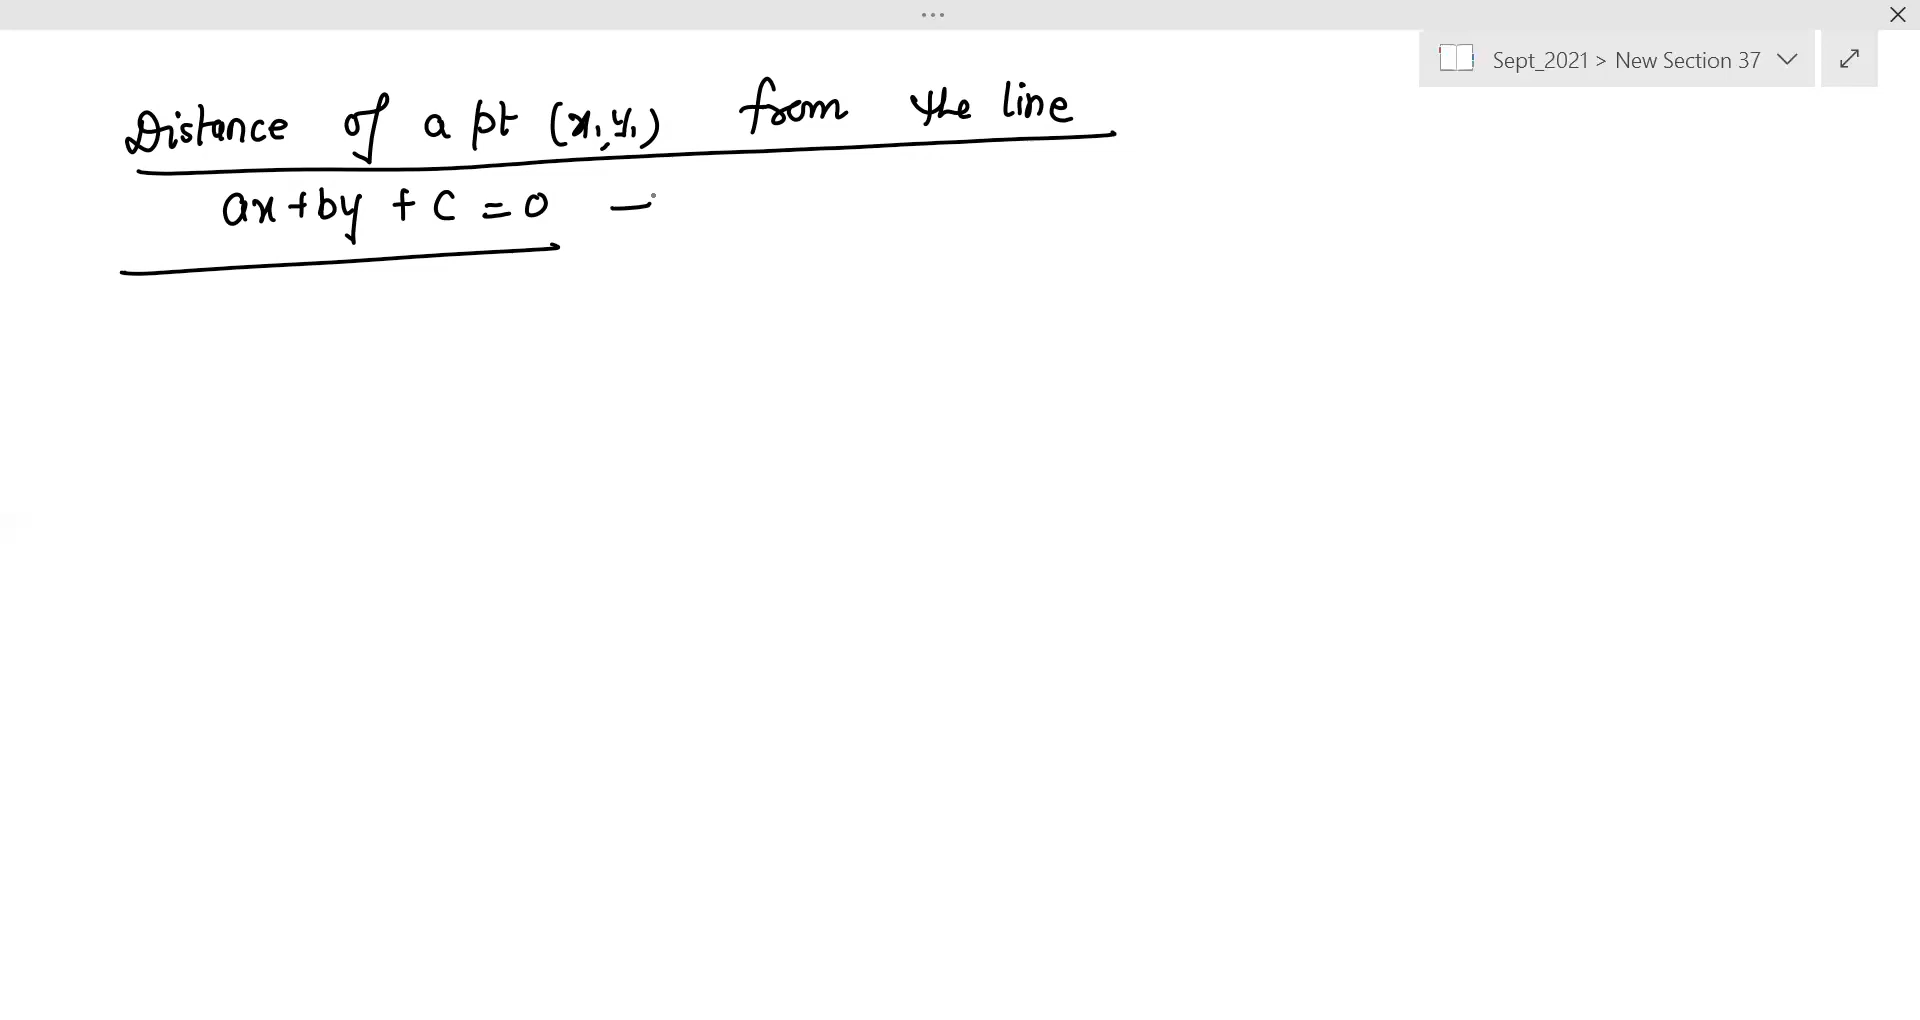 Sept_2021 > New Section 37
Distance of a pt (x₁, y₁) from the line
ax + by + c = 0 —